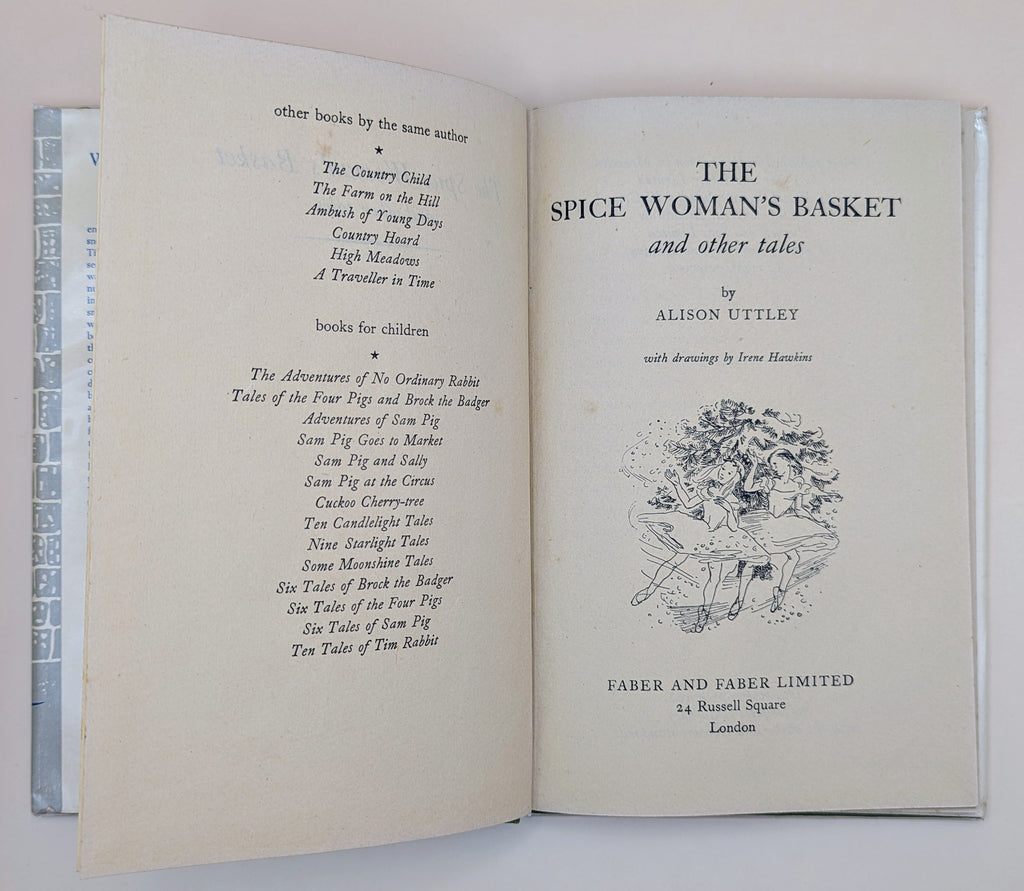 other books by the same author
★
The Country Child
The Farm on the Hill
Ambush of Young Days
Country Hoard
High Meadows
A Traveller in Time
books for children
★
The Adventures of No Ordinary Rabbit
Tales of the Four Pigs and Brock the Badger
Adventures of Sam Pig
Sam Pig Goes to Market
Sam Pig and Sally
Sam Pig at the Circus
Cuckoo Cherry-tree
Ten Candlelight Tales
Nine Starlight Tales
Some Moonshine Tales
Six Tales of Brock the Badger
Six Tales of the Four Pigs
Six Tales of Sam Pig
Ten Tales of Tim Rabbit
THE
SPICE WOMAN'S BASKET
and other tales
by
ALISON UTTLEY
with drawings by Irene Hawkins
FABER AND FABER LIMITED
24 Russell Square
London